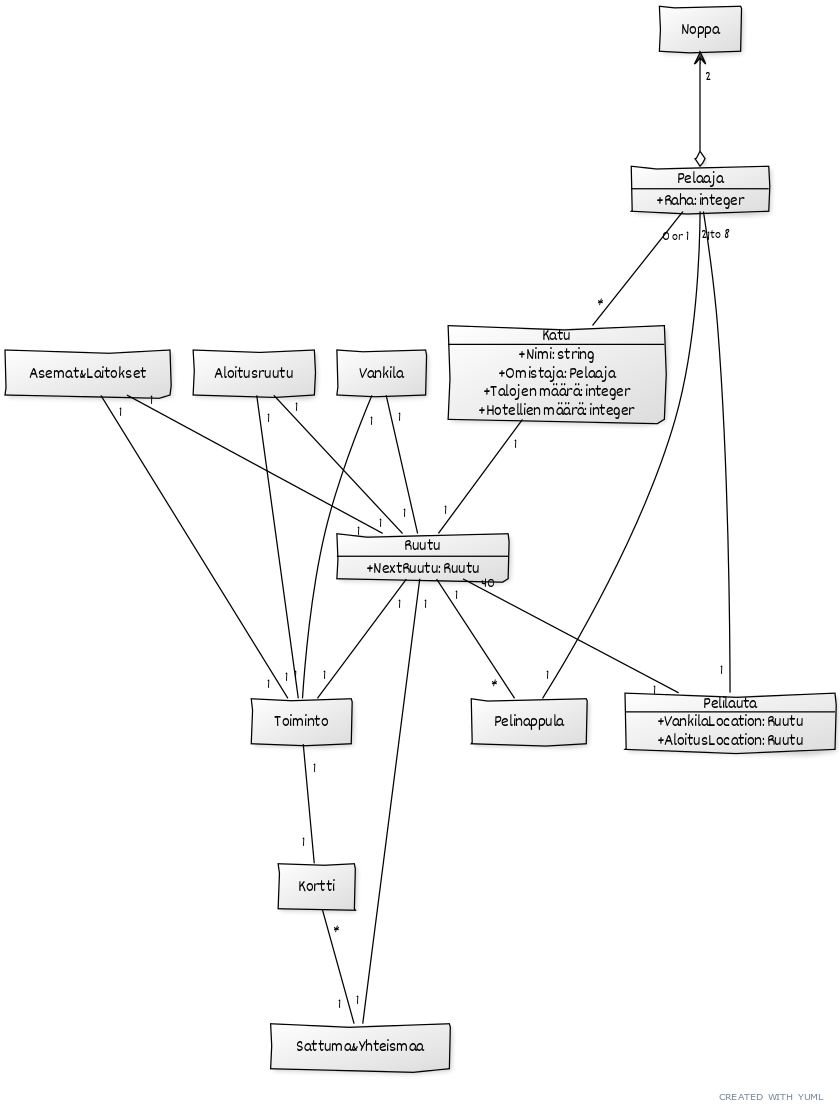 Noppa
2
Pelaaja
+Raha: integer
0 or 1
2 to 8
*
Katu
+Nimi: string
+Omistaja: Pelaaja
+Talojen määrä: integer
+Hotellien määrä: integer
Asemat&Laitokset
Aloitusruutu
Vankila
1
1
1
1
1
1
1
1
1
1
1
Ruutu
+NextRuutu: Ruutu
40
1
1
1
1
1
1
*
1
1
1
Toiminto
Pelinappula
Pelilauta
+VankilaLocation: Ruutu
+AloitusLocation: Ruutu
1
1
Kortti
*
1
1
Sattuma&Yhteismaa
CREATED WITH YUML